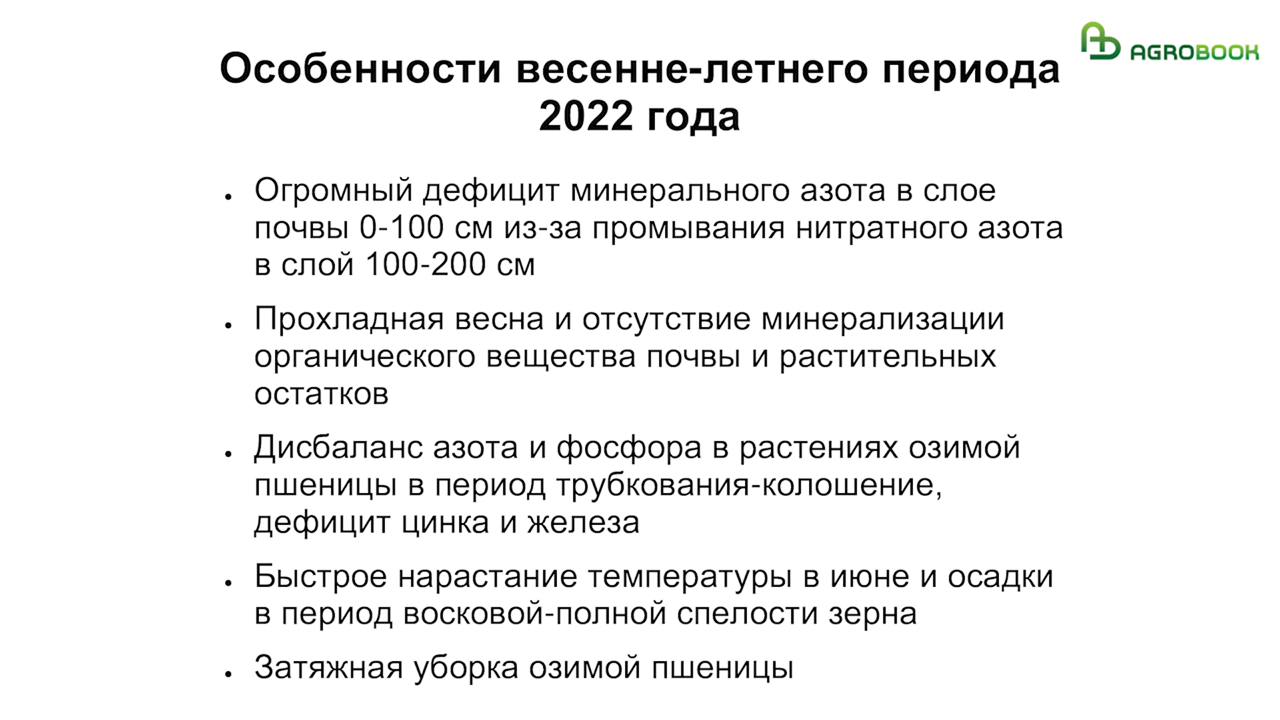 AGROBOOK
Особенности весенне-летнего периода
2022 года
• Огромный дефицит минерального азота в слое
почвы 0-100 см из-за промывания нитратного азота
в слой 100-200 см
• Прохладная весна и отсутствие минерализации
органического вещества почвы и растительных
остатков
• Дисбаланс азота и фосфора в растениях озимой
пшеницы в период трубкования-колошение,
дефицит цинка и железа
• Быстрое нарастание температуры в июне и осадки
в период восковой-полной спелости зерна
• Затяжная уборка озимой пшеницы